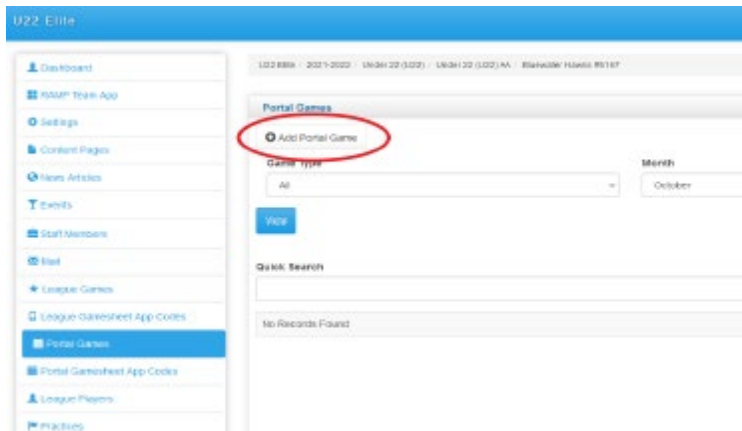 U22 Elite
Dashboard
U22 Elite / 2021-2022 / Under 22 (U22) / Under 22 (U22) AA / Hawks
RAMP Team App
Portal Games
Settings
Add Portal Game
Content Pages
Game Type
Month
News Articles
All
October
Events
View
Staff Members
Mail
Quick Search
League Games
League Gamesheet App Codes
No Records Found
Portal Games
Portal Gamesheet App Codes
League Players
Practices